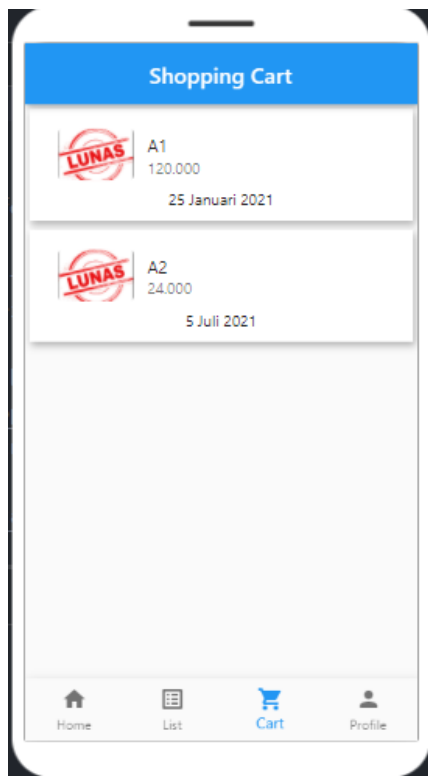 Shopping Cart
LUNAS
A1
120.000
25 Januari 2021
LUNAS
A2
24.000
5 Juli 2021
Home
List
Cart
Profile